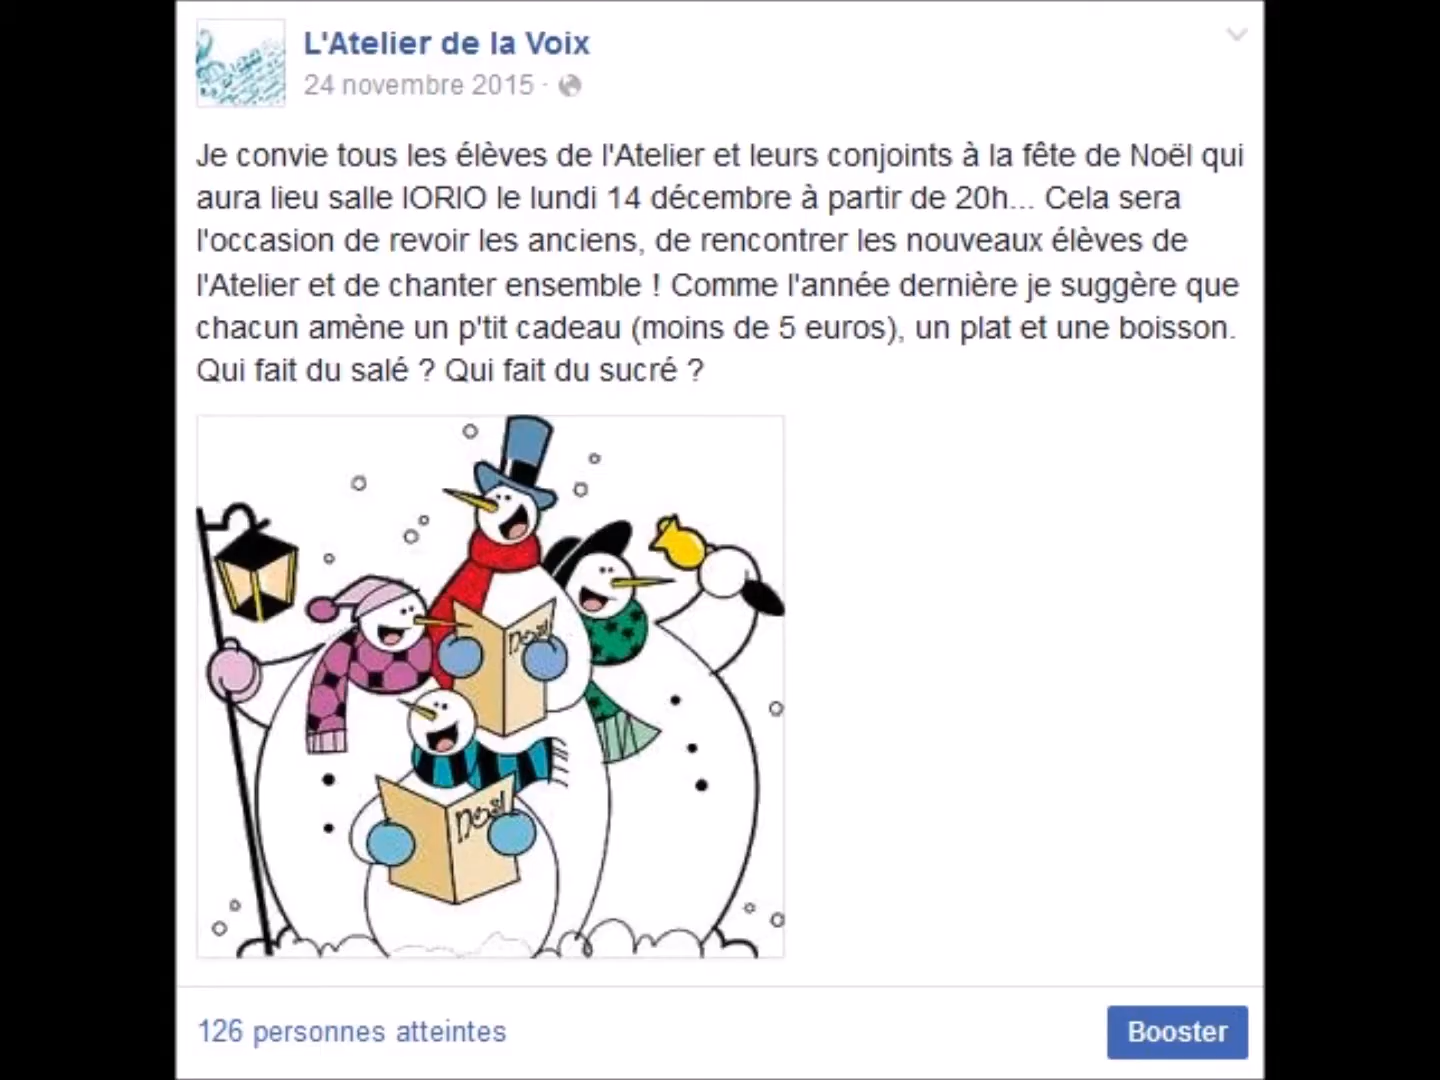 L'Atelier de la Voix
24 novembre 2015 ·
Je convie tous les élèves de l'Atelier et leurs conjoints à la fête de Noël qui
aura lieu salle IORIO le lundi 14 décembre à partir de 20h... Cela sera
l'occasion de revoir les anciens, de rencontrer les nouveaux élèves de
l'Atelier et de chanter ensemble ! Comme l'année dernière je suggère que
chacun amène un p'tit cadeau (moins de 5 euros), un plat et une boisson.
Qui fait du salé ? Qui fait du sucré ?
Noël
Noël
126 personnes atteintes
Booster